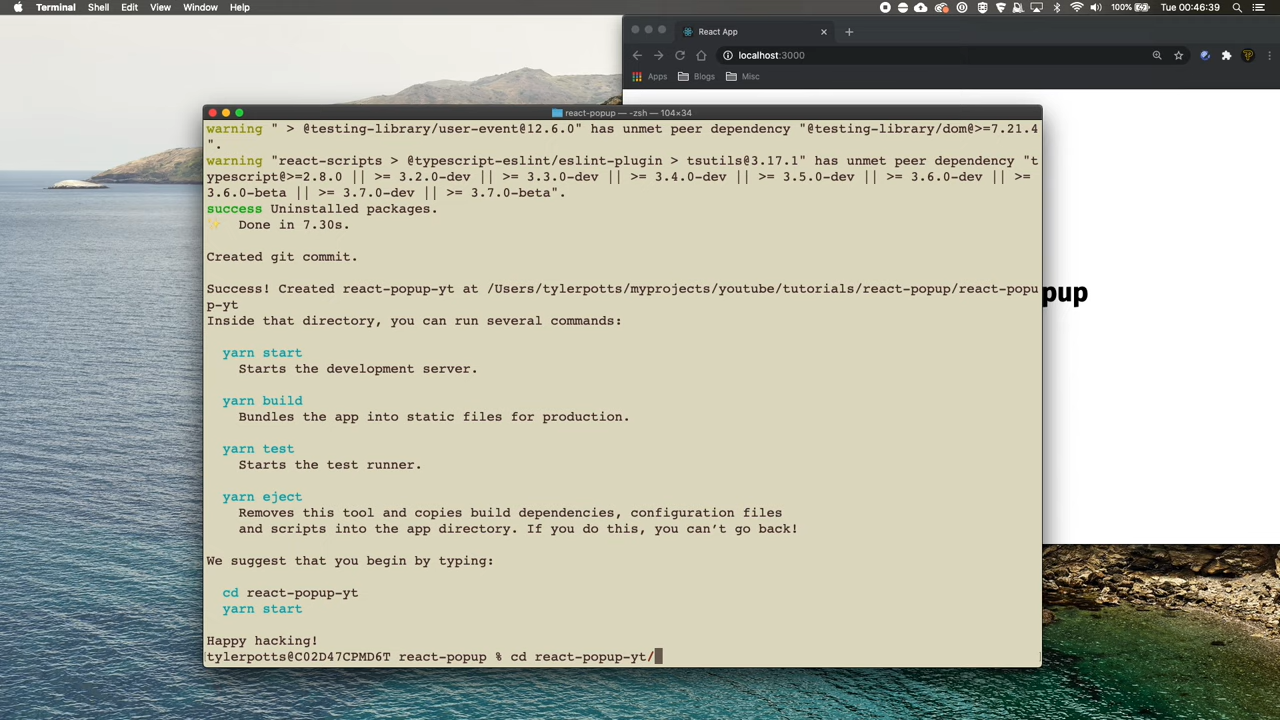 Terminal Shell Edit View Window Help 100% Tue 00:46:39
React App
localhost:3000
Apps Blogs Misc
react-popup — -zsh — 104×34
warning " > @testing-library/user-event@12.6.0" has unmet peer dependency "@testing-library/dom@>=7.21.4
".
warning "react-scripts > @typescript-eslint/eslint-plugin > tsutils@3.17.1" has unmet peer dependency "t
ypescript@>=2.8.0 || >= 3.2.0-dev || >= 3.3.0-dev || >= 3.4.0-dev || >= 3.5.0-dev || >= 3.6.0-dev || >=
3.6.0-beta || >= 3.7.0-dev || >= 3.7.0-beta".
success Uninstalled packages.
✨ Done in 7.30s.
Created git commit.
Success! Created react-popup-yt at /Users/tylerpotts/myprojects/youtube/tutorials/react-popup/react-popu
p-yt
Inside that directory, you can run several commands:
yarn start
Starts the development server.
yarn build
Bundles the app into static files for production.
yarn test
Starts the test runner.
yarn eject
Removes this tool and copies build dependencies, configuration files
and scripts into the app directory. If you do this, you can’t go back!
We suggest that you begin by typing:
cd react-popup-yt
yarn start
Happy hacking!
tylerpotts@C02D47CPMD6T react-popup % cd react-popup-yt/
pup